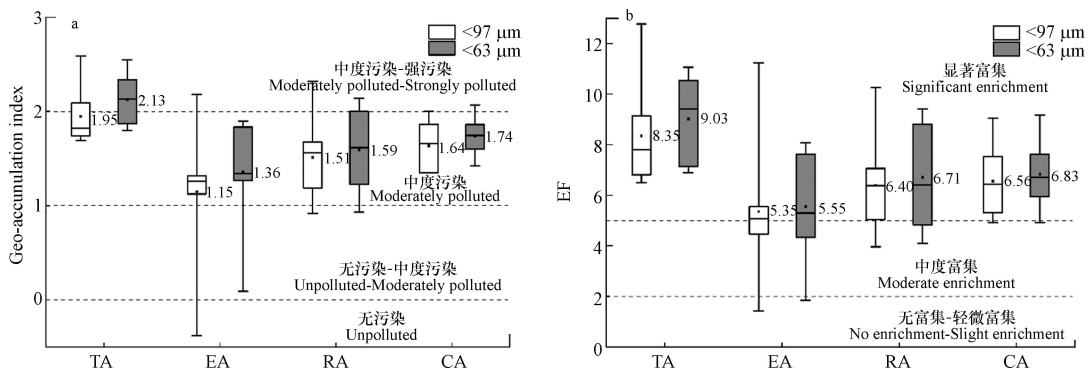 a
<97 μm
<63 μm
3
2
1
0
Geo-accumulation index
中度污染-强污染
Moderately polluted-Strongly polluted
中度污染
Moderately polluted
无污染-中度污染
Unpolluted-Moderately polluted
无污染
Unpolluted
1.95
2.13
1.15
1.36
1.51
1.59
1.64
1.74
TA
EA
RA
CA
b
<97 μm
<63 μm
12
10
8
6
4
2
0
EF
显著富集
Significant enrichment
中度富集
Moderate enrichment
无富集-轻微富集
No enrichment-Slight enrichment
8.35
9.03
5.35
5.55
6.40
6.71
6.56
6.83
TA
EA
RA
CA